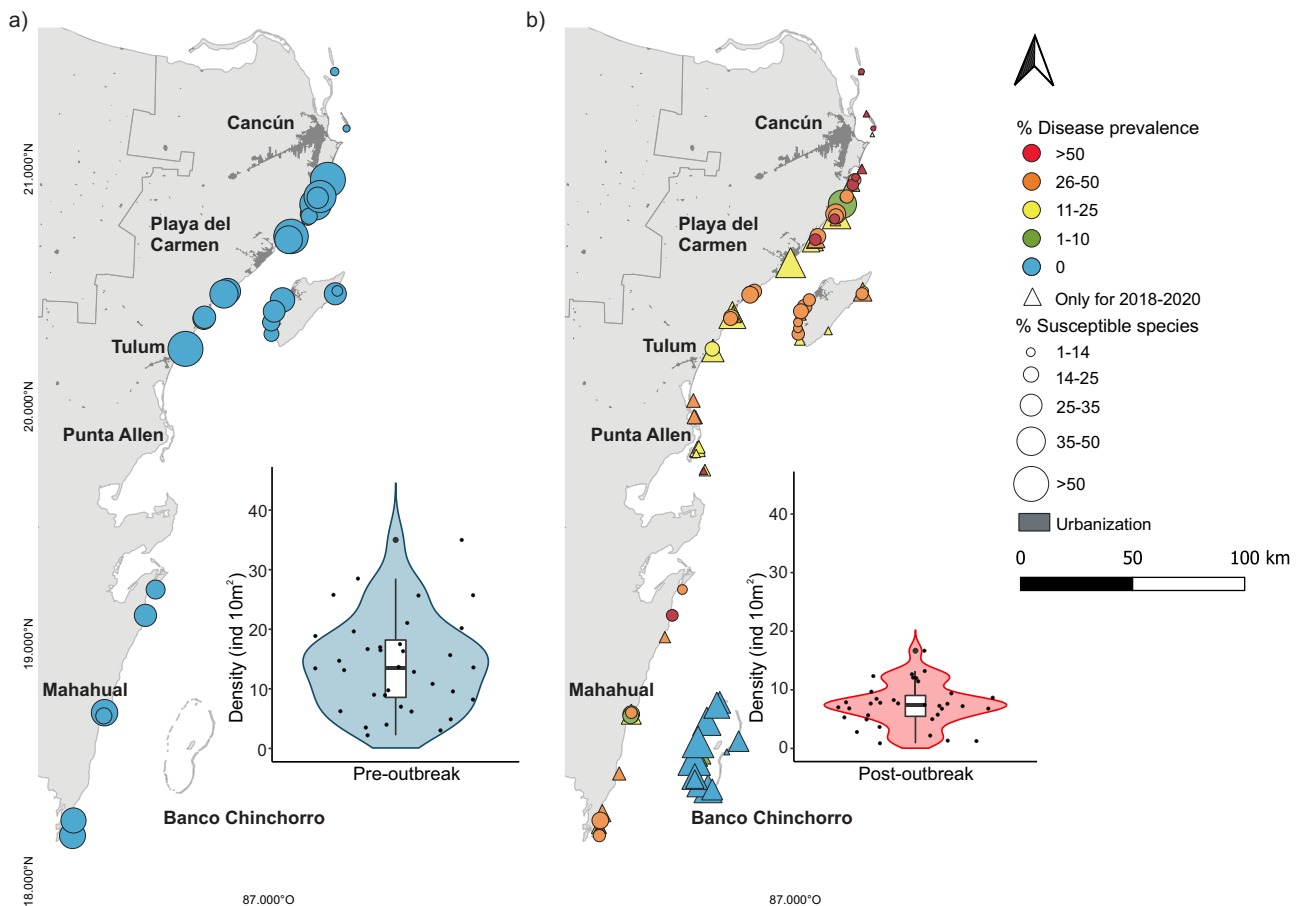 a)
Cancún
Playa del
Carmen
Tulum
Punta Allen
Mahahual
Banco Chinchorro
21.000°N
20.000°N
19.000°N
18.000°N
87.000°O
Density (ind 10m²)
40
30
20
10
0
Pre-outbreak
b)
Cancún
Playa del
Carmen
Tulum
Punta Allen
Mahahual
Banco Chinchorro
87.000°O
Density (ind 10m²)
40
30
20
10
0
Post-outbreak
% Disease prevalence
>50
26-50
11-25
1-10
0
Only for 2018-2020
% Susceptible species
1-14
14-25
25-35
35-50
>50
Urbanization
0 50 100 km